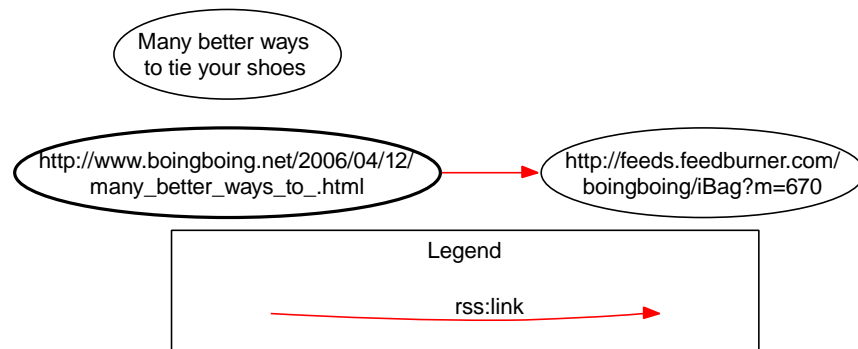 Many better ways
to tie your shoes
http://www.boingboing.net/2006/04/12/
many_better_ways_to_.html
http://feeds.feedburner.com/
boingboing/iBag?m=670
Legend
rss:link